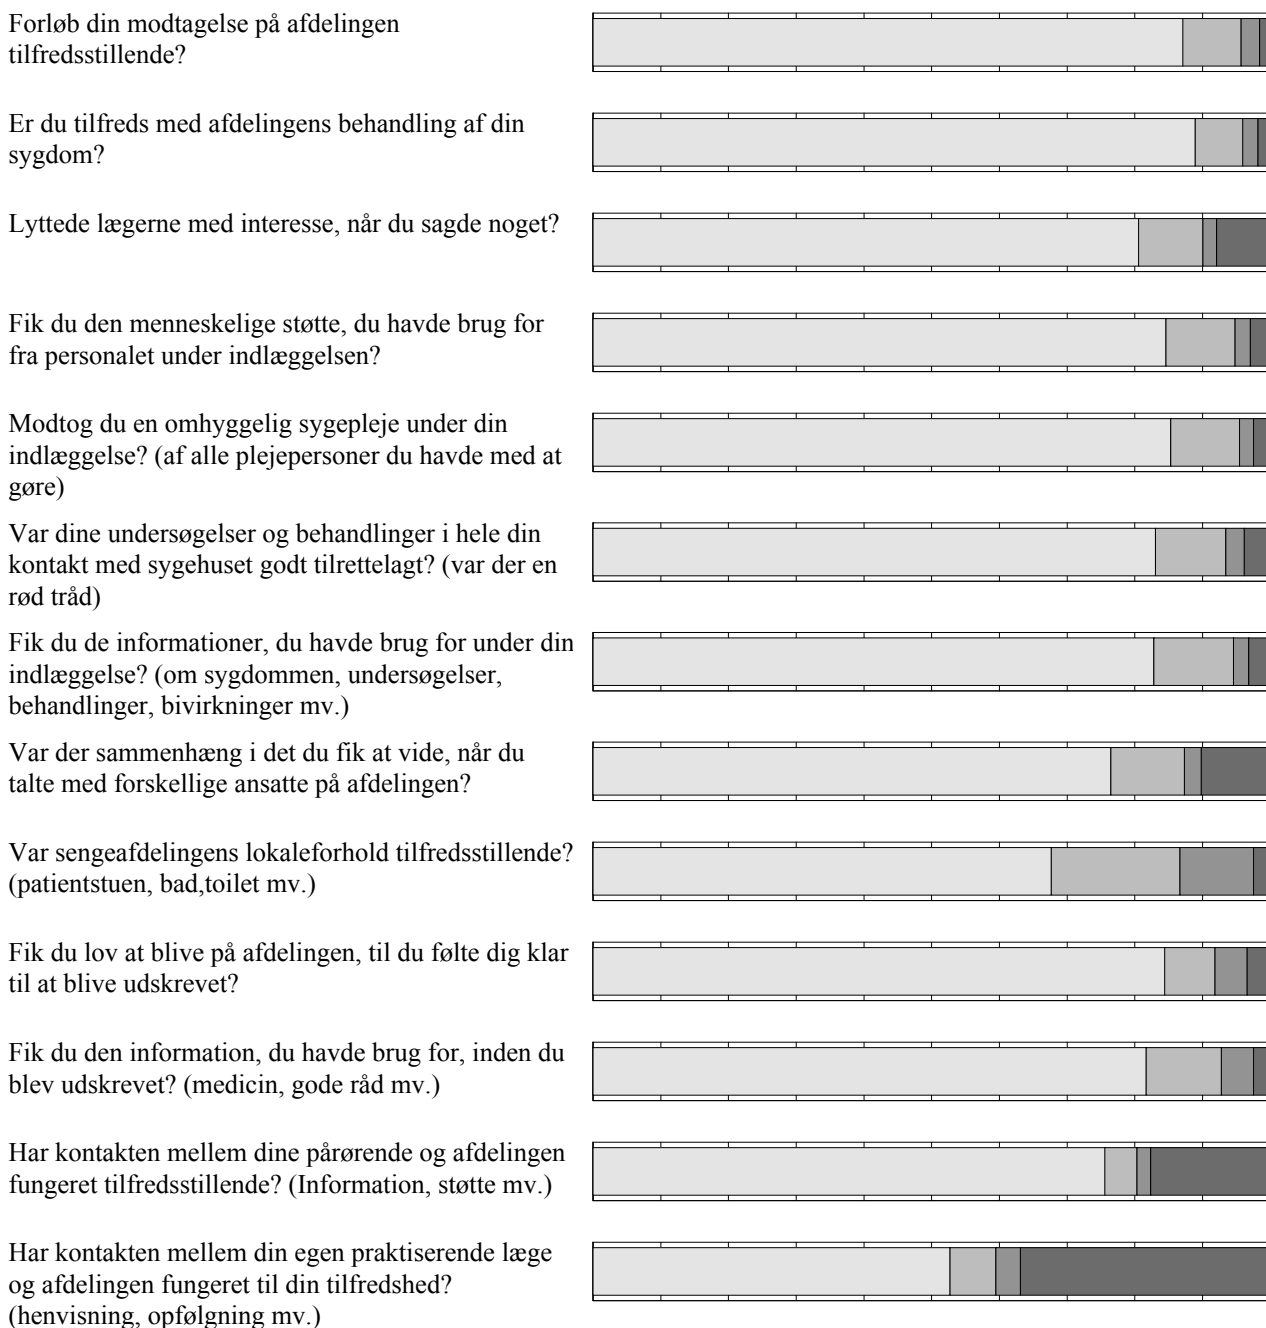 Forløb din modtagelse på afdelingen
tilfredsstillende?
Er du tilfreds med afdelingens behandling af din
sygdom?
Lyttede lægerne med interesse, når du sagde noget?
Fik du den menneskelige støtte, du havde brug for
fra personalet under indlæggelsen?
Modtog du en omhyggelig sygepleje under din
indlæggelse? (af alle plejepersoner du havde med at
gøre)
Var dine undersøgelser og behandlinger i hele din
kontakt med sygehuset godt tilrettelagt? (var der en
rød tråd)
Fik du de informationer, du havde brug for under din
indlæggelse? (om sygdommen, undersøgelser,
behandlinger, bivirkninger mv.)
Var der sammenhæng i det du fik at vide, når du
talte med forskellige ansatte på afdelingen?
Var sengeafdelingens lokaleforhold tilfredsstillende?
(patientstuen, bad,toilet mv.)
Fik du lov at blive på afdelingen, til du følte dig klar
til at blive udskrevet?
Fik du den information, du havde brug for, inden du
blev udskrevet? (medicin, gode råd mv.)
Har kontakten mellem dine pårørende og afdelingen
fungeret tilfredsstillende? (Information, støtte mv.)
Har kontakten mellem din egen praktiserende læge
og afdelingen fungeret til din tilfredshed?
(henvisning, opfølgning mv.)